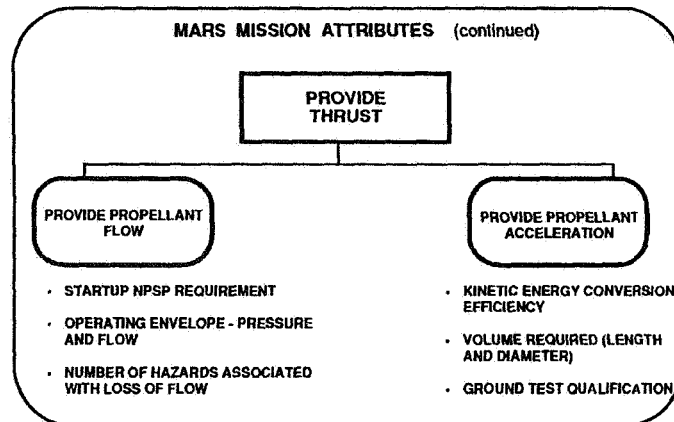 MARS MISSION ATTRIBUTES (continued)
PROVIDE
THRUST
PROVIDE PROPELLANT
FLOW
• STARTUP NPSP REQUIREMENT
• OPERATING ENVELOPE - PRESSURE
AND FLOW
• NUMBER OF HAZARDS ASSOCIATED
WITH LOSS OF FLOW
PROVIDE PROPELLANT
ACCELERATION
• KINETIC ENERGY CONVERSION
EFFICIENCY
• VOLUME REQUIRED (LENGTH
AND DIAMETER)
• GROUND TEST QUALIFICATION